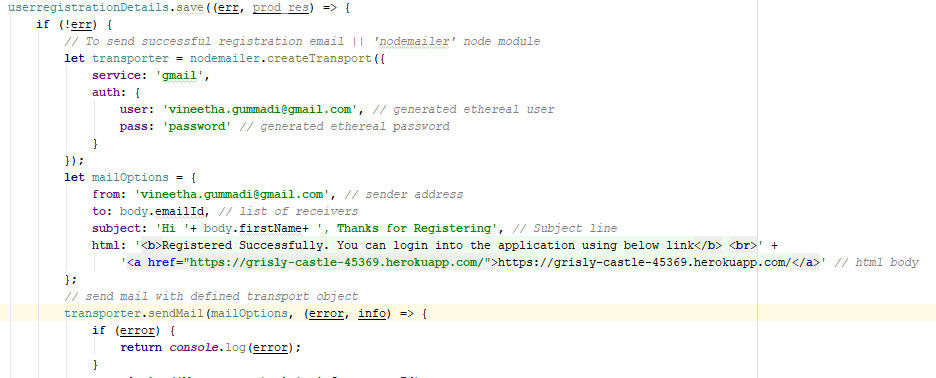 userregistrationDetails.save((err, prod_res) => {
if (!err) {
// To send successful registration email || 'nodemailer' node module
let transporter = nodemailer.createTransport({
service: 'gmail',
auth: {
user: 'vineetha.gummadi@gmail.com', // generated ethereal user
pass: 'password' // generated ethereal password
}
});
let mailOptions = {
from: 'vineetha.gummadi@gmail.com', // sender address
to: body.emailId, // list of receivers
subject: 'Hi '+ body.firstName+ ', Thanks for Registering', // Subject line
html: '<b>Registered Successfully. You can login into the application using below link</b> <br>' +
'<a href="https://grisly-castle-45369.herokuapp.com/">https://grisly-castle-45369.herokuapp.com/</a>' // html body
};
// send mail with defined transport object
transporter.sendMail(mailOptions, (error, info) => {
if (error) {
return console.log(error);
}